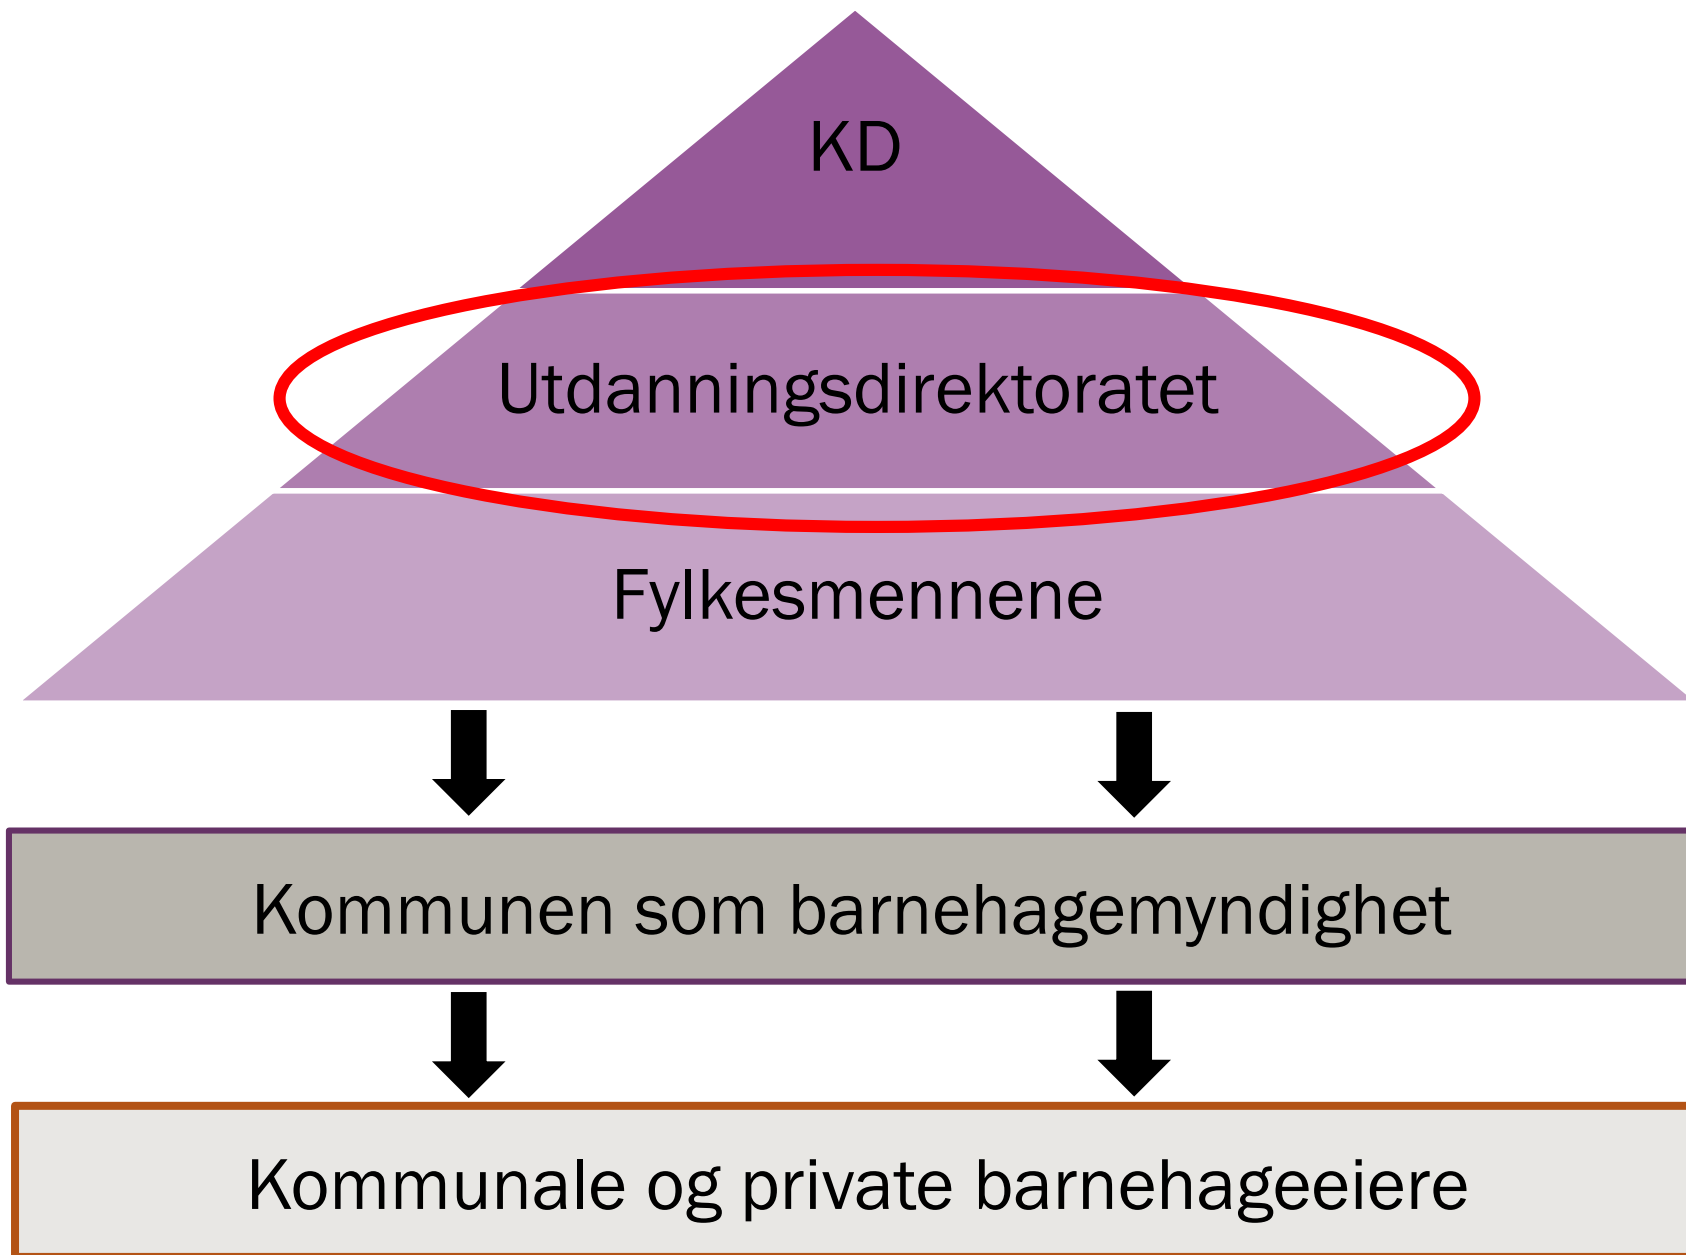 KD
Utdanningsdirektoratet
Fylkesmennene
Kommunen som barnehagemyndighet
Kommunale og private barnehageeiere